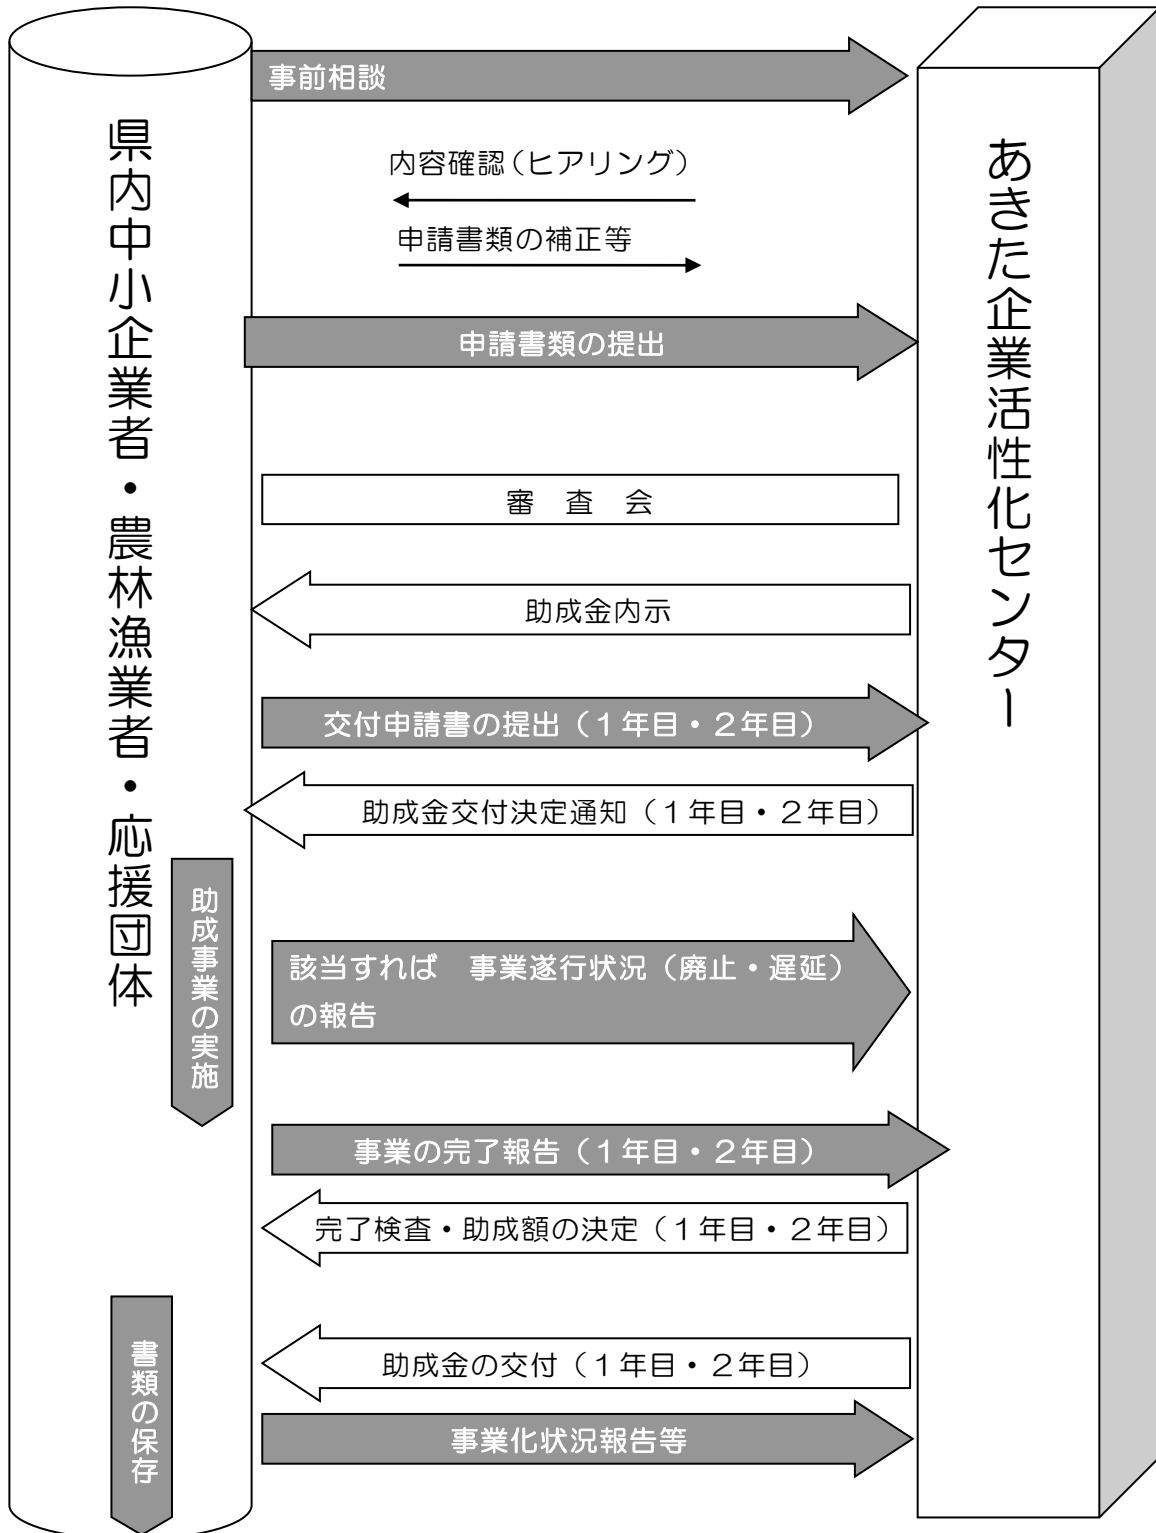 県内中小企業者・農林漁業者・応援団体
あきた企業活性化センター
事前相談
内容確認(ヒアリング)
申請書類の補正等
申請書類の提出
審 査 会
助成金内示
交付申請書の提出(1年目・2年目)
助成金交付決定通知(1年目・2年目)
助成事業の実施
該当すれば 事業遂行状況(廃止・遅延)
の報告
事業の完了報告(1年目・2年目)
完了検査・助成額の決定(1年目・2年目)
書類の保存
助成金の交付(1年目・2年目)
事業化状況報告等